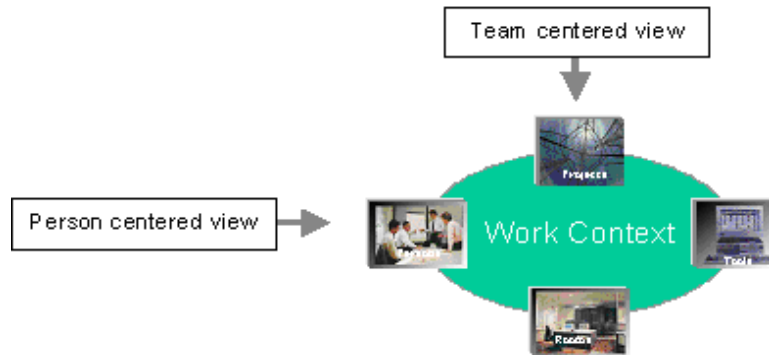 Team centered view
Projects
Person centered view
Work Context
Tools
Rooms